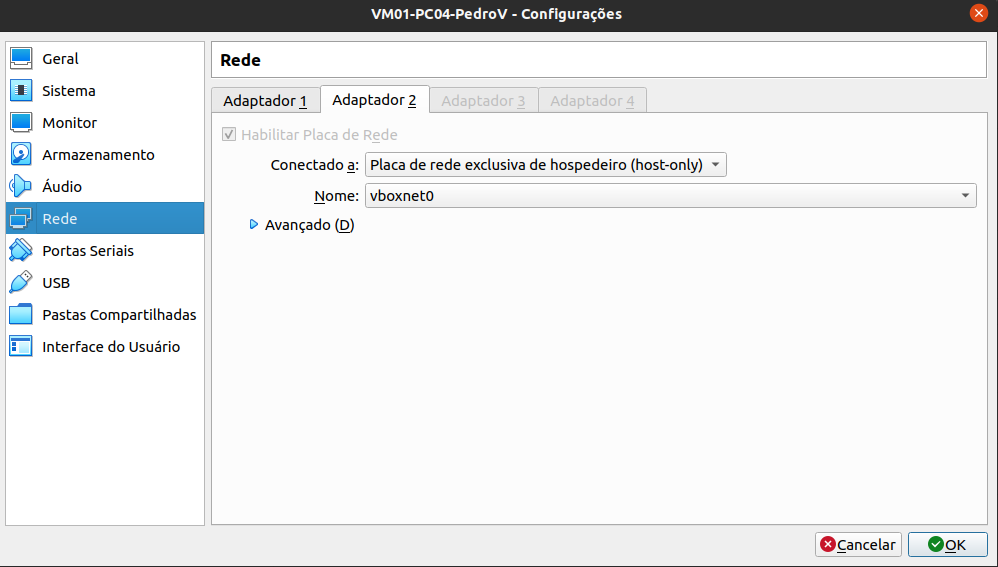 VM01-PC04-PedroV - Configurações
Geral
Sistema
Monitor
Armazenamento
Áudio
Rede
Portas Seriais
USB
Pastas Compartilhadas
Interface do Usuário
Rede
Adaptador 1 Adaptador 2 Adaptador 3 Adaptador 4
Habilitar Placa de Rede
Conectado a: Placa de rede exclusiva de hospedeiro (host-only)
Nome: vboxnet0
Avançado (D)
Cancelar OK